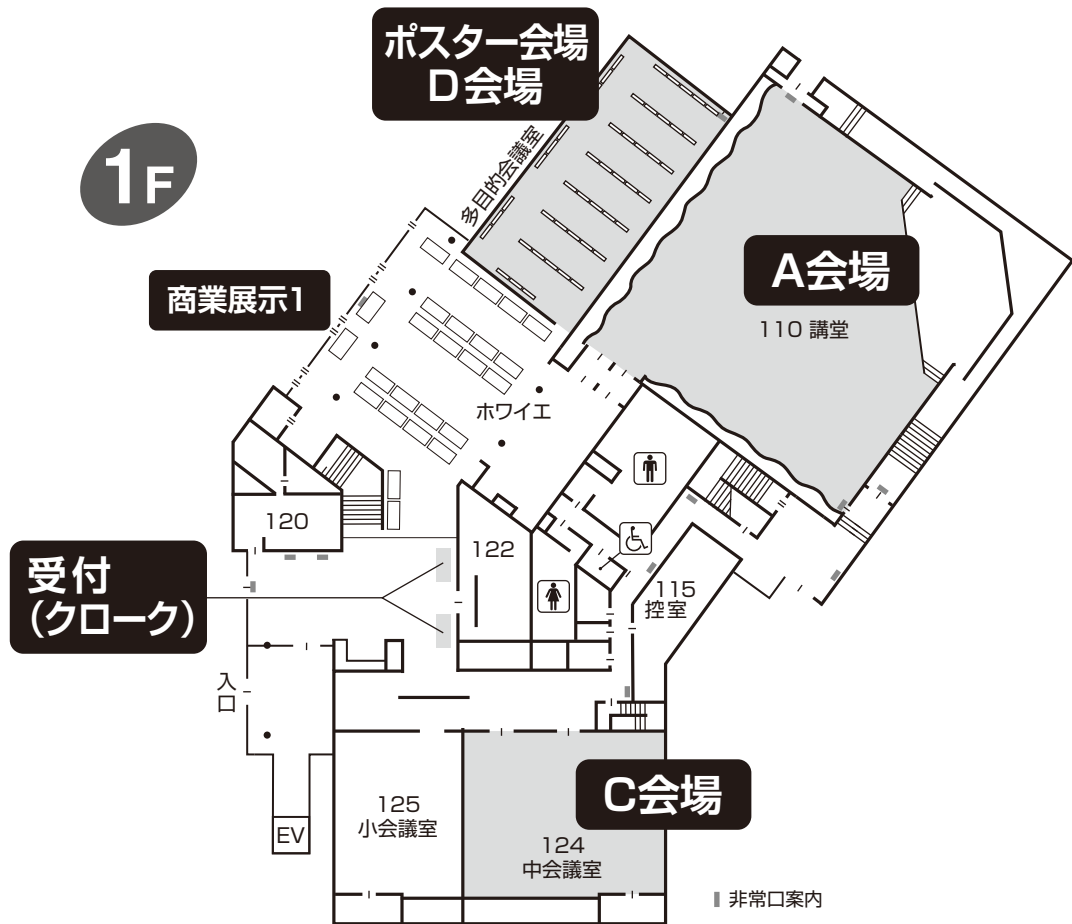 ポスター会場
D会場
1F
多目的会議室
A会場
110 講堂
商業展示1
ホワイエ
120
122
受付
（クローク）
115
控室
入口
C会場
125
小会議室
124
中会議室
EV
非常口案内